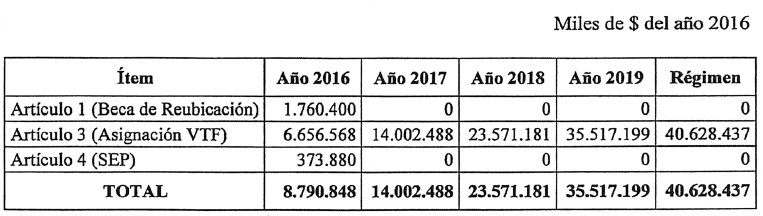 Miles de $ del año 2016
Ítem Año 2016 Año 2017 Año 2018 Año 2019 Régimen
Artículo 1 (Beca de Reubicación) 1.760.400 0 0 0 0
Artículo 3 (Asignación VTF) 6.656.568 14.002.488 23.571.181 35.517.199 40.628.437
Artículo 4 (SEP) 373.880 0 0 0 0
TOTAL 8.790.848 14.002.488 23.571.181 35.517.199 40.628.437